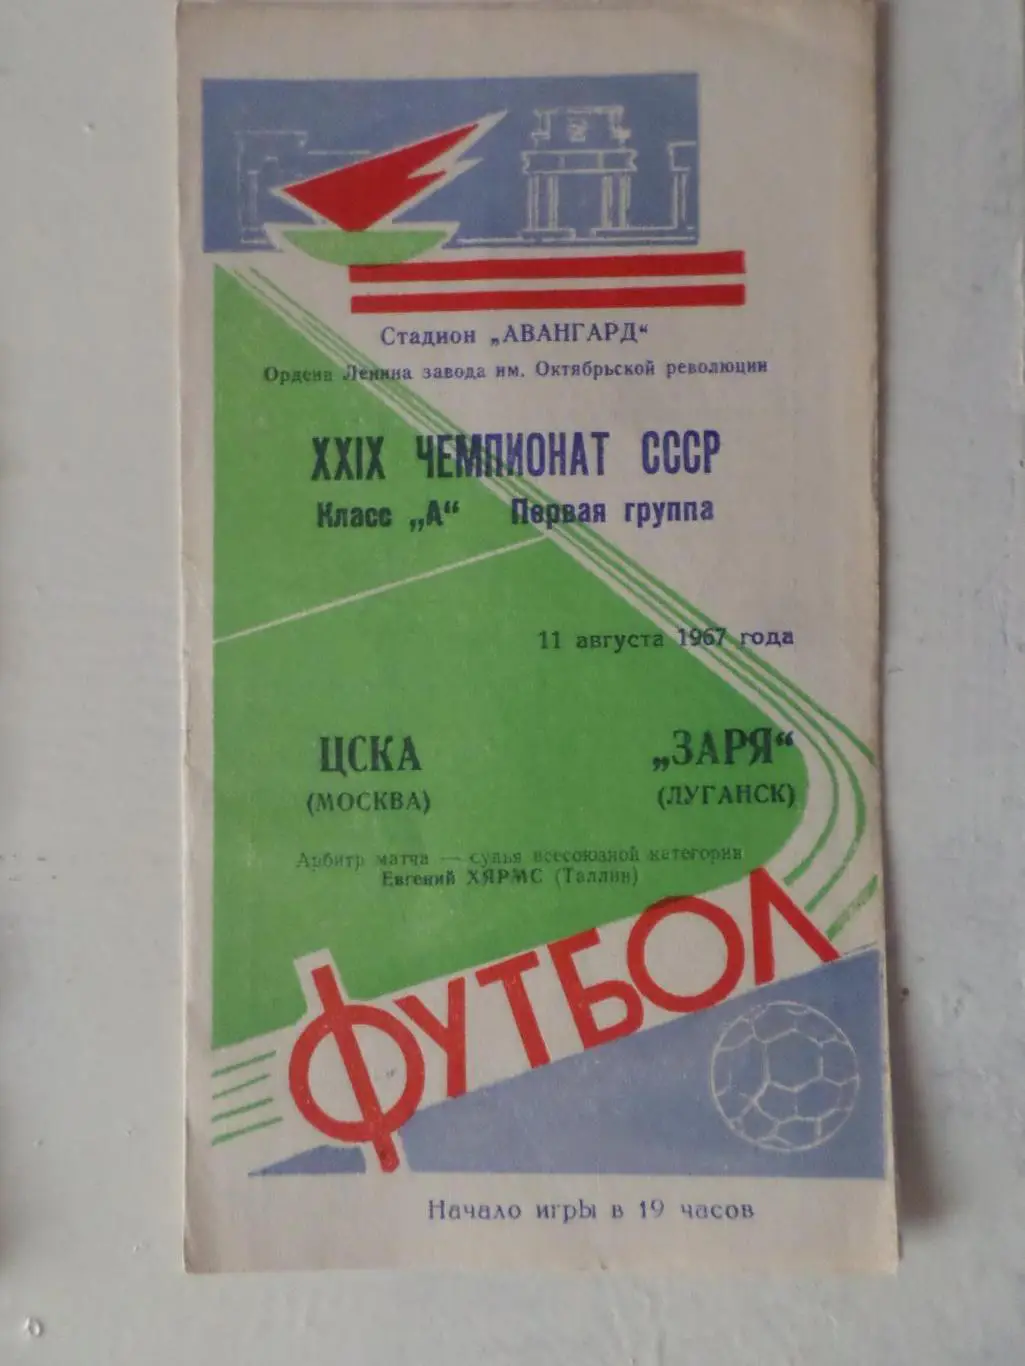 Стадион „АВАНГАРД“
Ордена Ленина завода им. Октябрьской революции
XXIX ЧЕМПИОНАТ СССР
Класс „А“ Первая группа
11 августа 1967 года
ЦСКА „ЗАРЯ“
(МОСКВА) (ЛУГАНСК)
Арбитр матча — судья всесоюзной категории
Евгений ХЯРМС (Таллин)
ФУТБОЛ
Начало игры в 19 часов